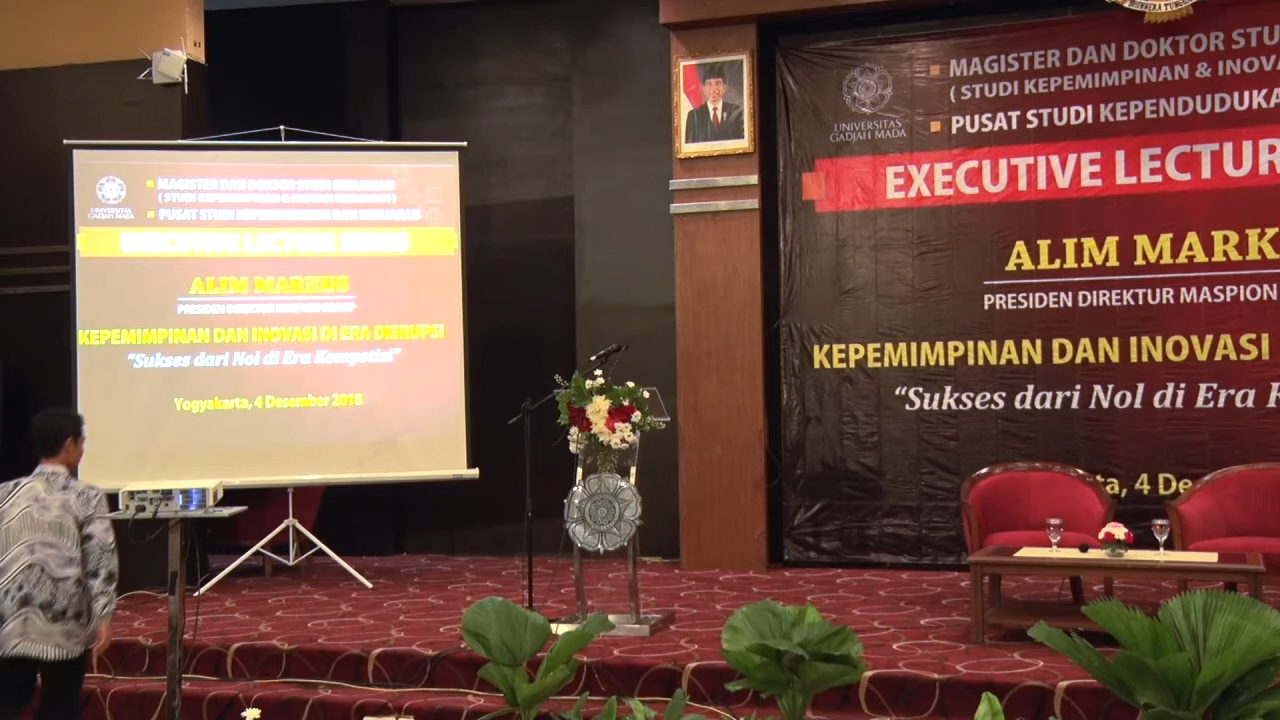 UNIVERSITAS
GADJAH MADA
MAGISTER DAN DOKTOR STUDI KEBIJAKAN
( STUDI KEPEMIMPINAN & INOVASI KEBIJAKAN )
PUSAT STUDI KEPENDUDUKAN DAN KEBIJAKAN
EXECUTIVE LECTURE SERIES
ALIM MARKUS
PRESIDEN DIREKTUR MASPION GROUP
KEPEMIMPINAN DAN INOVASI DI ERA DISRUPSI
“Sukses dari Nol di Era Kompetisi”
Yogyakarta, 4 Desember 2018
BHINNEKA TUNGG
UNIVERSITAS
GADJAH MADA
MAGISTER DAN DOKTOR STU
( STUDI KEPEMIMPINAN & INOVA
PUSAT STUDI KEPENDUDUKA
EXECUTIVE LECTUR
ALIM MARK
PRESIDEN DIREKTUR MASPION
KEPEMIMPINAN DAN INOVASI
“Sukses dari Nol di Era K
ta, 4 De